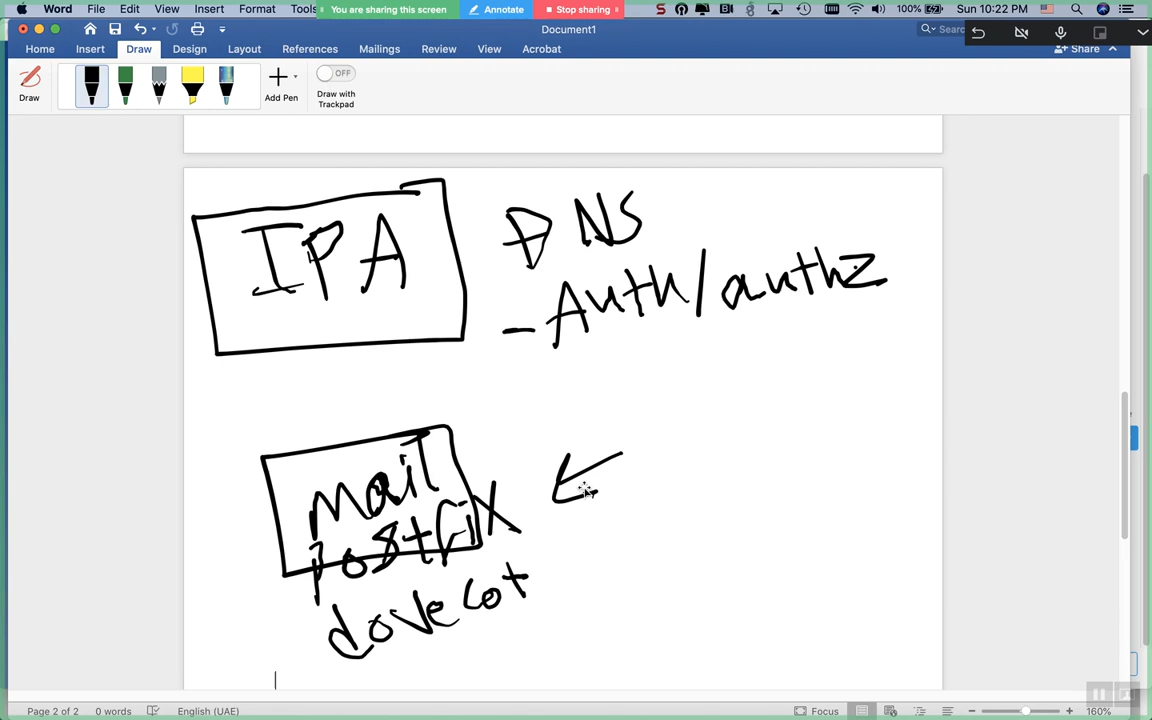 Word File Edit View Insert Format Tools You are sharing this screen Annotate Stop sharing 100% Sun 10:22 PM
Document1
Home Insert Draw Design Layout References Mailings Review View Acrobat Share
OFF
Draw Add Pen Draw with Trackpad
IPA
DNS
- Auth/authz
mail
Postfix
dovecot
Page 2 of 2 0 words English (UAE) Focus 160%